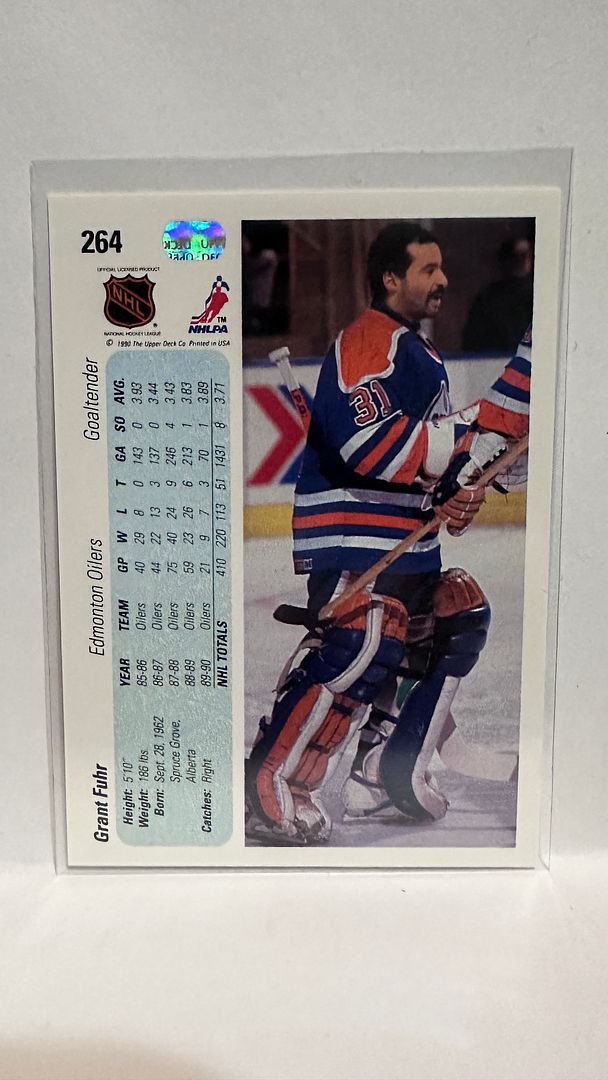 264
UPPER DECK
OFFICIAL LICENSED PRODUCT
NHL
NATIONAL HOCKEY LEAGUE
NHLPA
TM
© 1990 The Upper Deck Co. Printed in USA
Grant Fuhr Edmonton Oilers Goaltender
Height: 5'10"
Weight: 186 lbs.
Born: Sept. 28, 1962
Spruce Grove,
Alberta
Catches: Right
YEAR TEAM GP W L T GA SO AVG.
85-86 Oilers 40 29 8 0 143 0 3.93
86-87 Oilers 44 22 13 3 137 0 3.44
87-88 Oilers 75 40 24 9 246 4 3.43
88-89 Oilers 59 23 26 6 213 1 3.83
89-90 Oilers 21 9 7 3 70 1 3.89
NHL TOTALS 410 220 113 51 1431 8 3.71
31